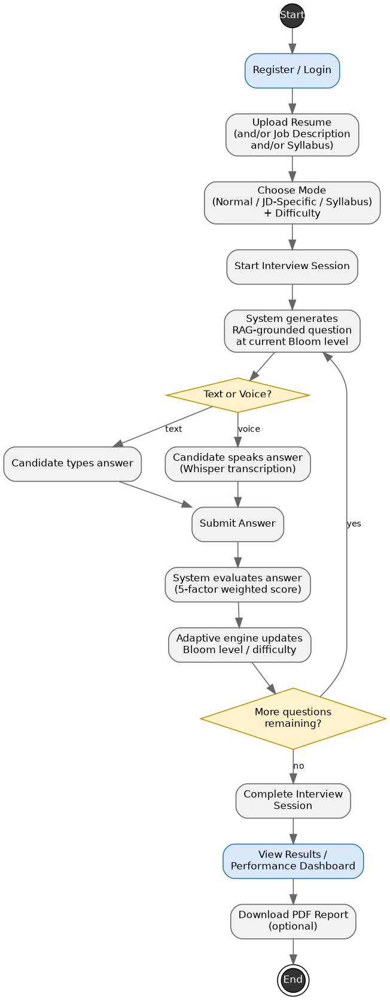 Start
Register / Login
Upload Resume
(and/or Job Description
and/or Syllabus)
Choose Mode
(Normal / JD-Specific / Syllabus)
+ Difficulty
Start Interview Session
System generates
RAG-grounded question
at current Bloom level
Text or Voice?
text
voice
Candidate types answer
Candidate speaks answer
(Whisper transcription)
Submit Answer
yes
System evaluates answer
(5-factor weighted score)
Adaptive engine updates
Bloom level / difficulty
More questions
remaining?
no
Complete Interview
Session
View Results /
Performance Dashboard
Download PDF Report
(optional)
End